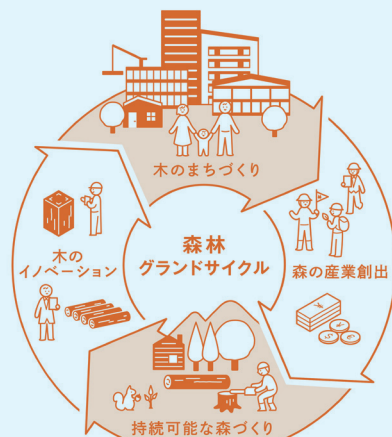 木のまちづくり
木の
イノベーション
森林
グランドサイクル
森の産業創出
持続可能な森づくり